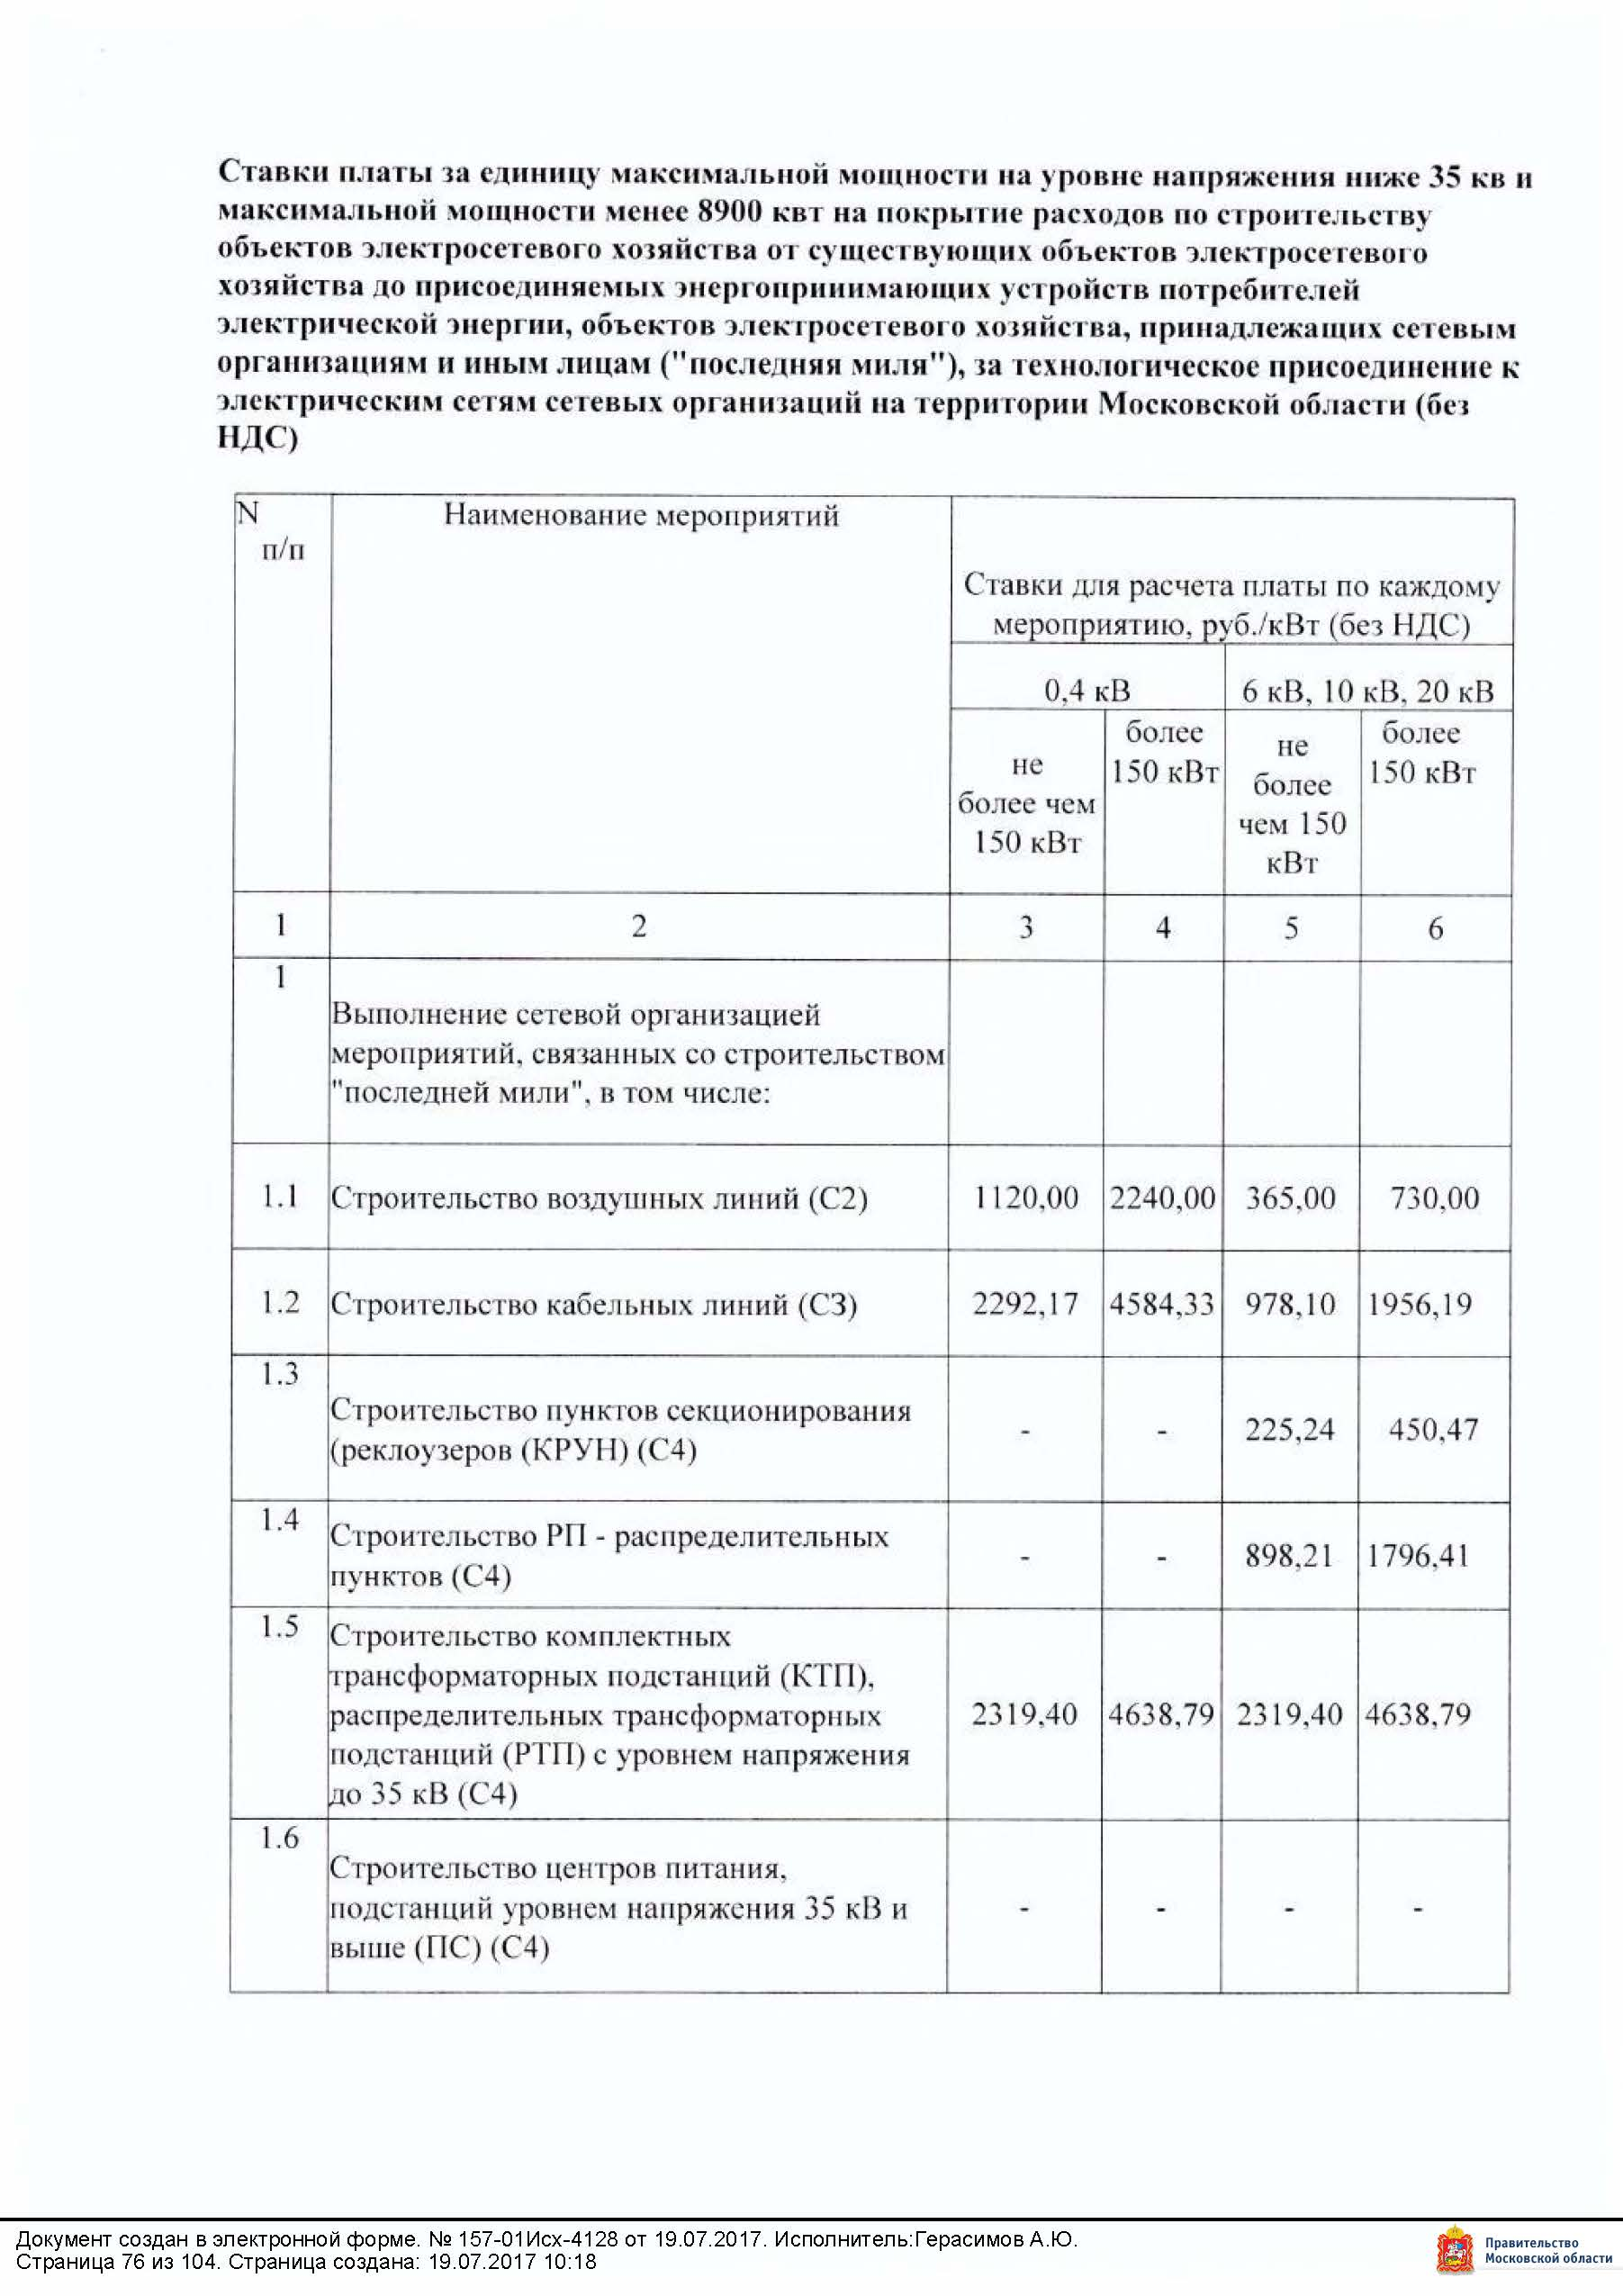 Ставки платы за единицу максимальной мощности на уровне напряжения ниже 35 кв и
максимальной мощности менее 8900 квт на покрытие расходов по строительству
объектов электросетевого хозяйства от существующих объектов электросетевого
хозяйства до присоединяемых энергопринимающих устройств потребителей
электрической энергии, объектов электросетевого хозяйства, принадлежащих сетевым
организациям и иным лицам ("последняя миля"), за технологическое присоединение к
электрическим сетям сетевых организаций на территории Московской области (без
НДС)
N
п/п
Наименование мероприятий
Ставки для расчета платы по каждому
мероприятию, руб./кВт (без НДС)
0,4 кВ
6 кВ, 10 кВ, 20 кВ
не
более чем
150 кВт
более
150 кВт
не
более
чем 150
кВт
более
150 кВт
1 2 3 4 5 6
1
Выполнение сетевой организацией
мероприятий, связанных со строительством
"последней мили", в том числе:
1.1 Строительство воздушных линий (С2) 1120,00 2240,00 365,00 730,00
1.2 Строительство кабельных линий (С3) 2292,17 4584,33 978,10 1956,19
1.3
Строительство пунктов секционирования
(реклоузеров (КРУН) (С4)
- - 225,24 450,47
1.4
Строительство РП - распределительных
пунктов (С4)
- - 898,21 1796,41
1.5
Строительство комплектных
трансформаторных подстанций (КТП),
распределительных трансформаторных
подстанций (РТП) с уровнем напряжения
до 35 кВ (С4)
2319,40 4638,79 2319,40 4638,79
1.6
Строительство центров питания,
подстанций уровнем напряжения 35 кВ и
выше (ПС) (С4)
- - - -
Документ создан в электронной форме. № 157-01Исх-4128 от 19.07.2017. Исполнитель:Герасимов А.Ю.
Страница 76 из 104. Страница создана: 19.07.2017 10:18
Правительство
Московской области